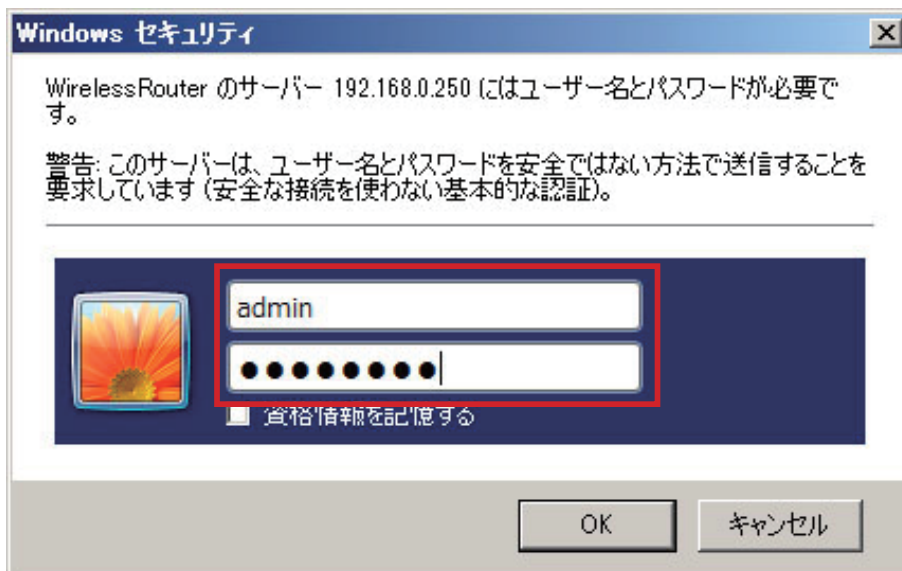 Windows セキュリティ
WirelessRouter のサーバー 192.168.0.250 にはユーザー名とパスワードが必要で
す。
警告: このサーバーは、ユーザー名とパスワードを安全ではない方法で送信することを
要求しています (安全な接続を使わない基本的な認証)。
admin
●●●●●●●●
資格情報を記憶する
OK
キャンセル